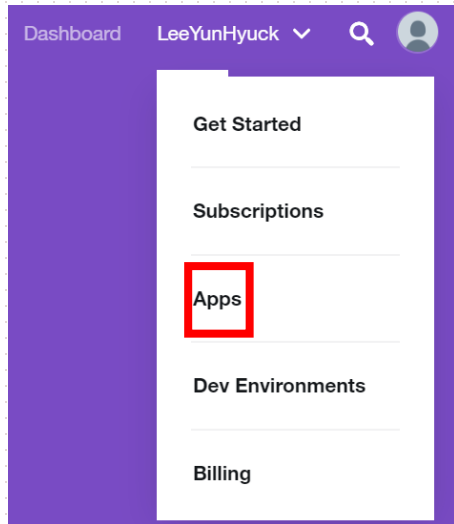 Dashboard LeeYunHyuck
Get Started
Subscriptions
Apps
Dev Environments
Billing